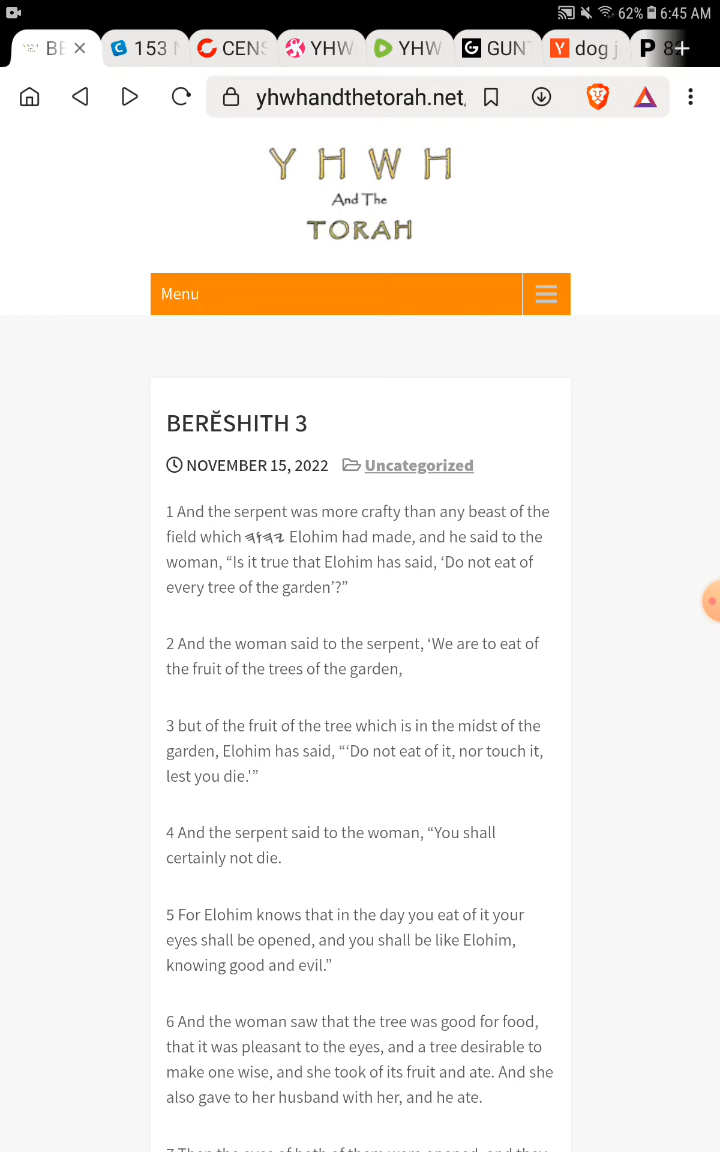 62% 6:45 AM
BE 153 CENS YHW YHW GUN dog j 8
yhwhandthetorah.net
Y H W H
And The
TORAH
Menu
BERĔSHITH 3
NOVEMBER 15, 2022 Uncategorized
1 And the serpent was more crafty than any beast of the
field which 𐤉𐤄𐤅𐤄 Elohim had made, and he said to the
woman, “Is it true that Elohim has said, ‘Do not eat of
every tree of the garden’?”
2 And the woman said to the serpent, ‘We are to eat of
the fruit of the trees of the garden,
3 but of the fruit of the tree which is in the midst of the
garden, Elohim has said, “‘Do not eat of it, nor touch it,
lest you die.'”
4 And the serpent said to the woman, “You shall
certainly not die.
5 For Elohim knows that in the day you eat of it your
eyes shall be opened, and you shall be like Elohim,
knowing good and evil.”
6 And the woman saw that the tree was good for food,
that it was pleasant to the eyes, and a tree desirable to
make one wise, and she took of its fruit and ate. And she
also gave to her husband with her, and he ate.